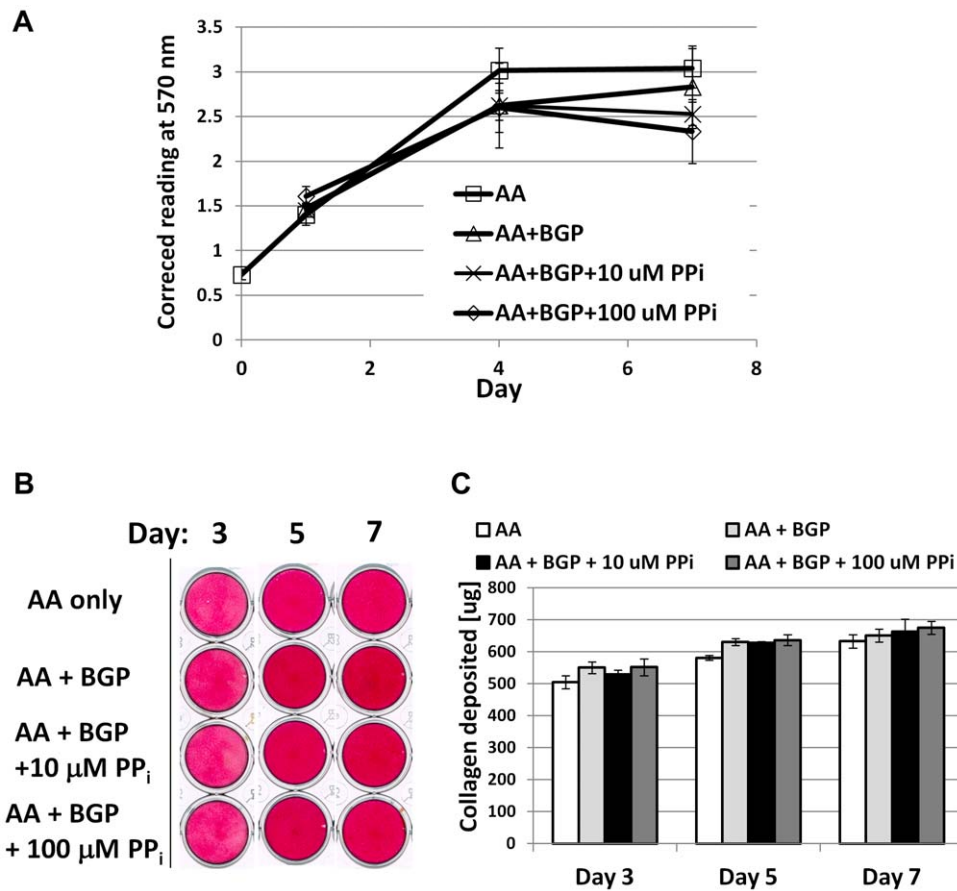 A
Correced reading at 570 nm
3.5
3
2.5
2
1.5
1
0.5
0
0 2 4 6 8
Day
AA
AA+BGP
AA+BGP+10 uM PPi
AA+BGP+100 uM PPi
B
Day: 3 5 7
AA only
AA + BGP
AA + BGP
+10 μM PPi
AA + BGP
+ 100 μM PPi
C
AA AA + BGP
AA + BGP + 10 uM PPi AA + BGP + 100 uM PPi
Collagen deposited [ug]
800
700
600
500
400
300
200
100
0
Day 3 Day 5 Day 7